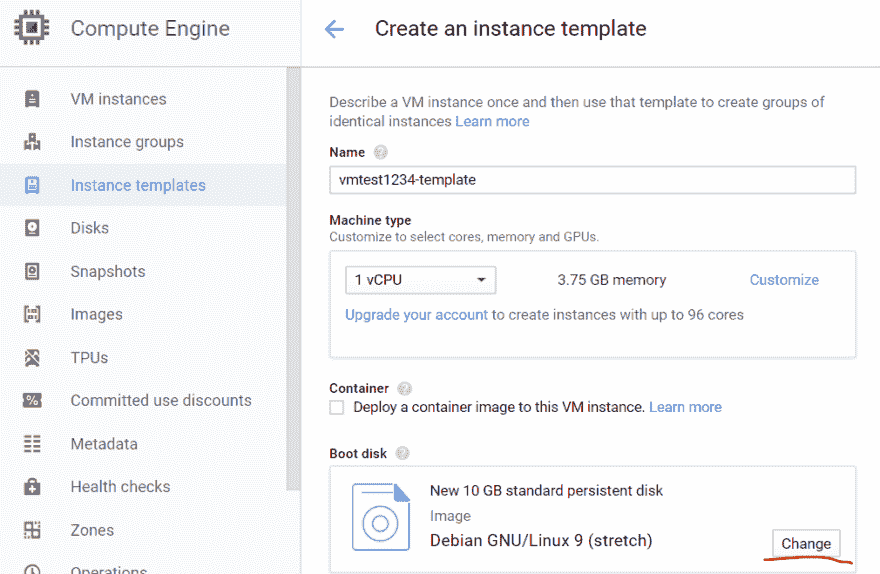 Compute Engine
Create an instance template
VM instances
Instance groups
Instance templates
Disks
Snapshots
Images
TPUs
Committed use discounts
Metadata
Health checks
Zones
Operations
Describe a VM instance once and then use that template to create groups of
identical instances Learn more
Name
vmtest1234-template
Machine type
Customize to select cores, memory and GPUs.
1 vCPU
3.75 GB memory
Customize
Upgrade your account to create instances with up to 96 cores
Container
Deploy a container image to this VM instance. Learn more
Boot disk
New 10 GB standard persistent disk
Image
Debian GNU/Linux 9 (stretch)
Change